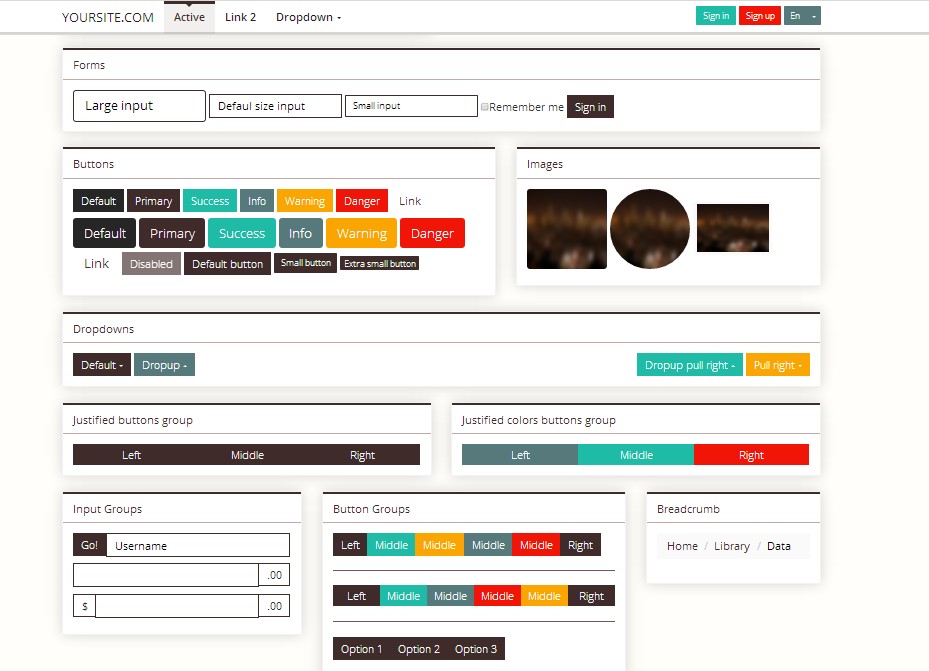 YOURSITE.COM Active Link 2 Dropdown Sign in Sign up En
Forms
Large input Defaul size input Small input Remember me Sign in
Buttons
Default Primary Success Info Warning Danger Link
Default Primary Success Info Warning Danger
Link Disabled Default button Small button Extra small button
Images
Dropdowns
Default Dropup Dropup pull right Pull right
Justified buttons group
Left Middle Right
Justified colors buttons group
Left Middle Right
Input Groups
Go! Username
.00
$ .00
Button Groups
Left Middle Middle Middle Middle Right
Left Middle Middle Middle Middle Right
Option 1 Option 2 Option 3
Breadcrumb
Home / Library / Data